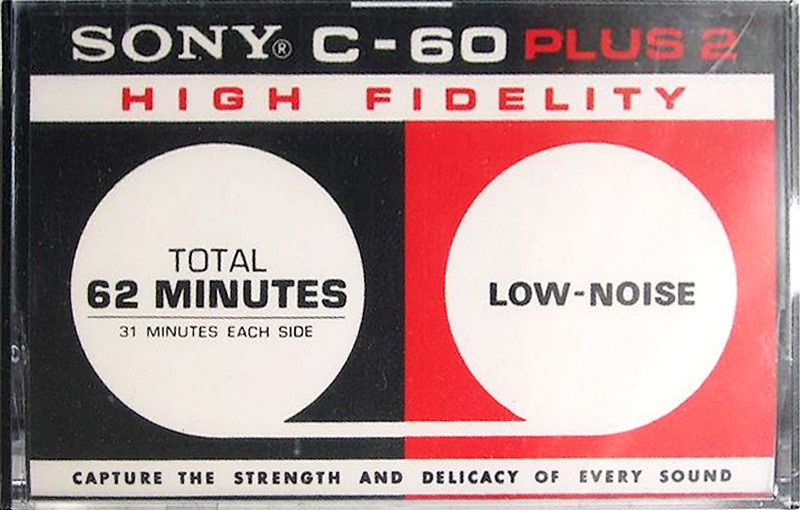 SONY® C-60 PLUS 2
HIGH FIDELITY
TOTAL
62 MINUTES
31 MINUTES EACH SIDE
LOW-NOISE
CAPTURE THE STRENGTH AND DELICACY OF EVERY SOUND